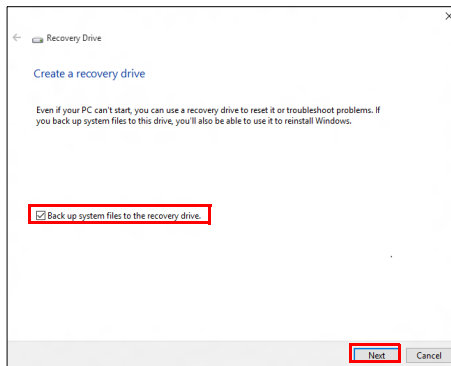 Recovery Drive
Create a recovery drive
Even if your PC can't start, you can use a recovery drive to reset it or troubleshoot problems. If
you back up system files to this drive, you'll also be able to use it to reinstall Windows.
Back up system files to the recovery drive.
Next Cancel